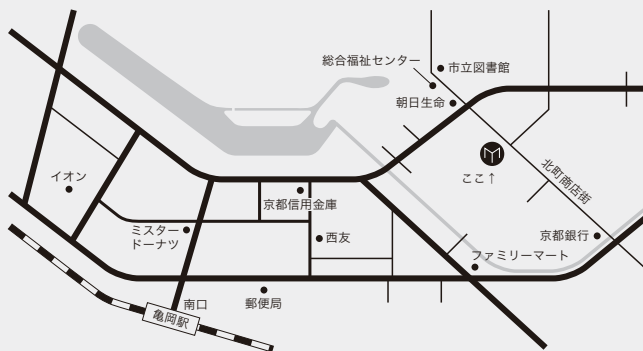 総合福祉センター
市立図書館
朝日生命
ここ↑
北町商店街
イオン
京都信用金庫
ミスター
ドーナツ
西友
京都銀行
ファミリーマート
南口
郵便局
亀岡駅